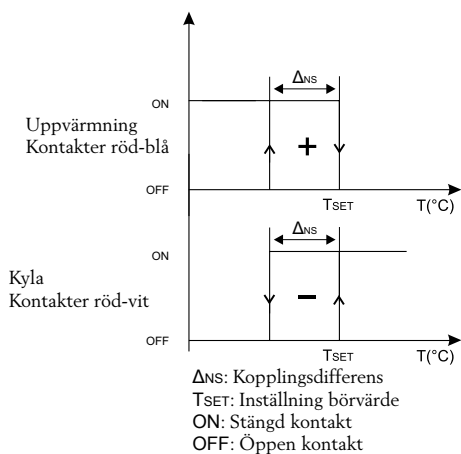 ΔNS
ON
Uppvärmning
Kontakter röd-blå
+
OFF
TSET
T(°C)
ΔNS
ON
Kyla
Kontakter röd-vit
−
OFF
TSET
T(°C)
ΔNS: Kopplingsdifferens
TSET: Inställning börvärde
ON: Stängd kontakt
OFF: Öppen kontakt